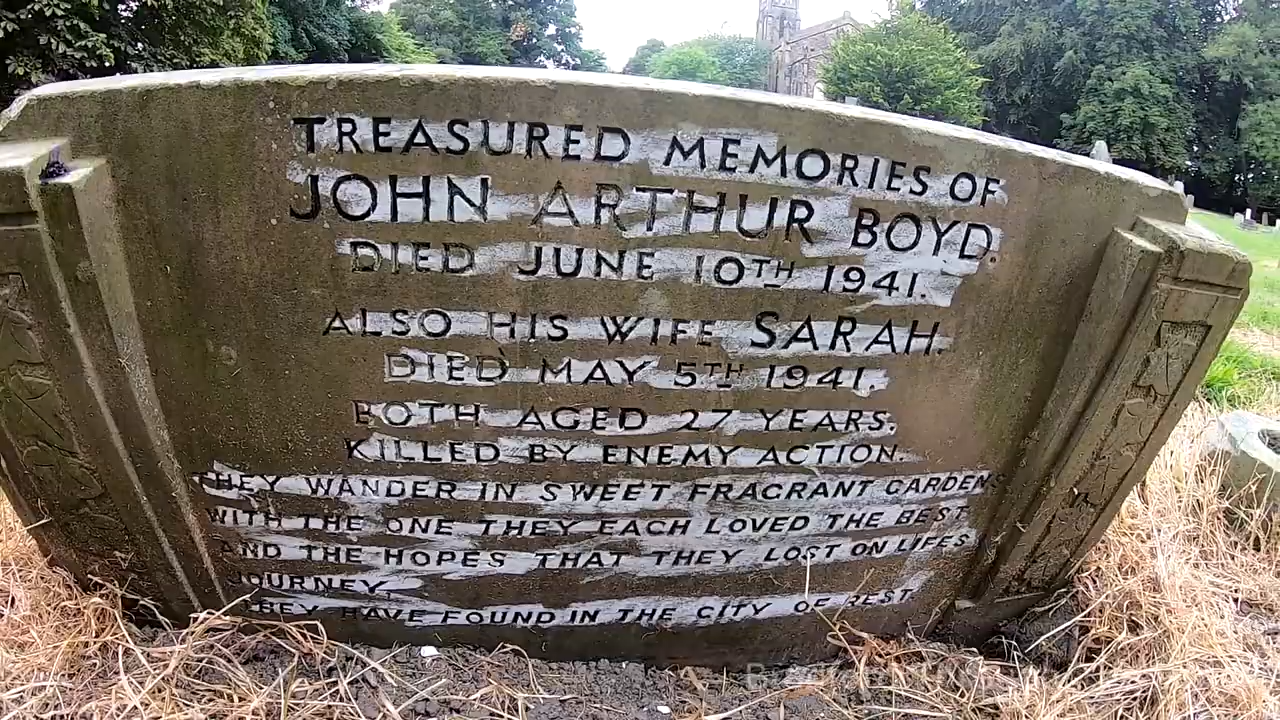 TREASURED MEMORIES OF
JOHN ARTHUR BOYD.
DIED JUNE 10TH 1941.
ALSO HIS WIFE SARAH.
DIED MAY 5TH 1941.
BOTH AGED 27 YEARS.
KILLED BY ENEMY ACTION.
THEY WANDER IN SWEET FRAGRANT GARDENS
WITH THE ONE THEY EACH LOVED THE BEST
AND THE HOPES THAT THEY LOST ON LIFES
JOURNEY,
THEY HAVE FOUND IN THE CITY OF REST.